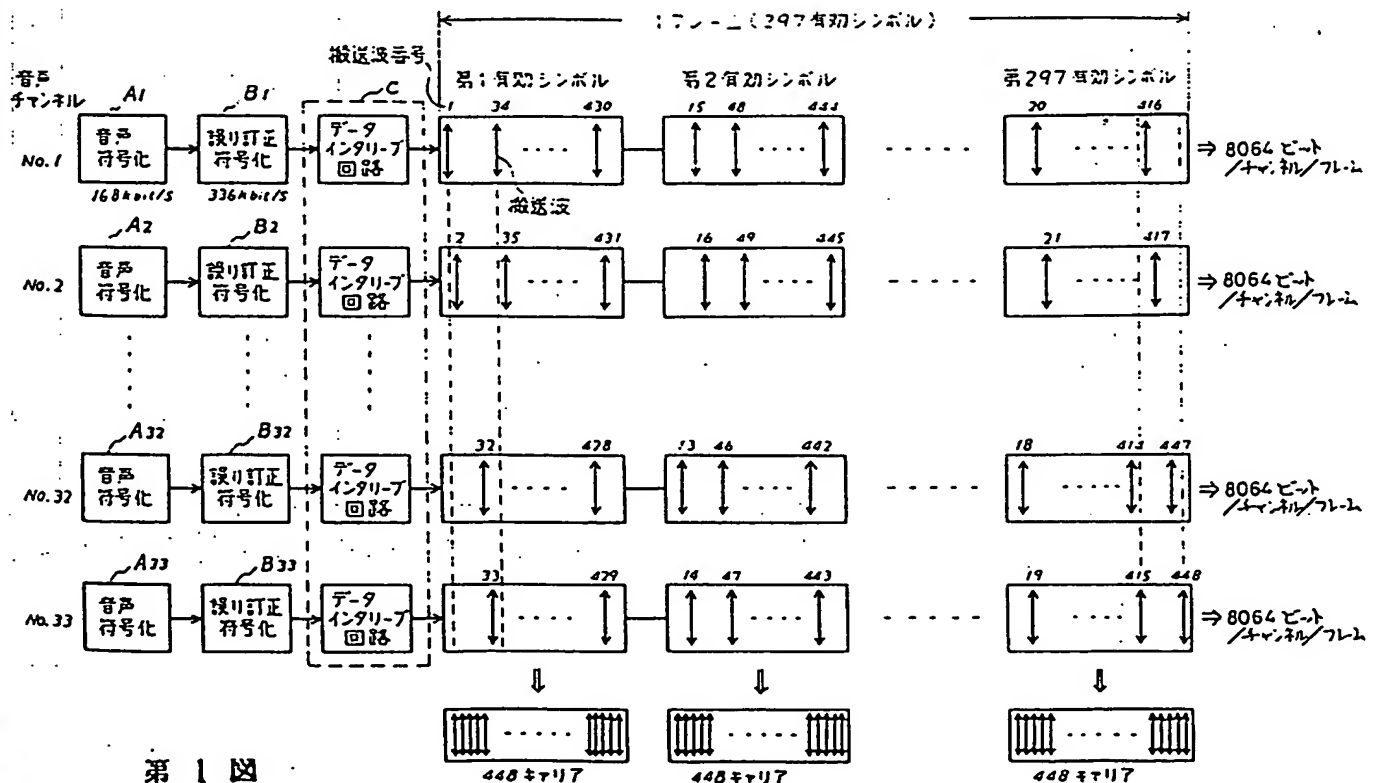 1フレーム(297有効シンボル)
搬送波番号
音声
チャンネル
A1
B1
C
第1有効シンボル
第2有効シンボル
第297有効シンボル
1
34
430
15
48
444
20
416
No.1
音声
符号化
誤り訂正
符号化
データ
インタリーブ
回路
⇒ 8064ビット
/チャンネル/フレーム
168kbit/s
336kbit/s
搬送波
A2
B2
2
35
431
16
49
445
21
417
No.2
音声
符号化
誤り訂正
符号化
データ
インタリーブ
回路
⇒ 8064ビット
/チャンネル/フレーム
A32
B32
32
428
13
46
442
18
414
447
No.32
音声
符号化
誤り訂正
符号化
データ
インタリーブ
回路
⇒ 8064ビット
/チャンネル/フレーム
A33
B33
33
429
14
47
443
19
415
448
No.33
音声
符号化
誤り訂正
符号化
データ
インタリーブ
回路
⇒ 8064ビット
/チャンネル/フレーム
448キャリア
448キャリア
448キャリア
第1図